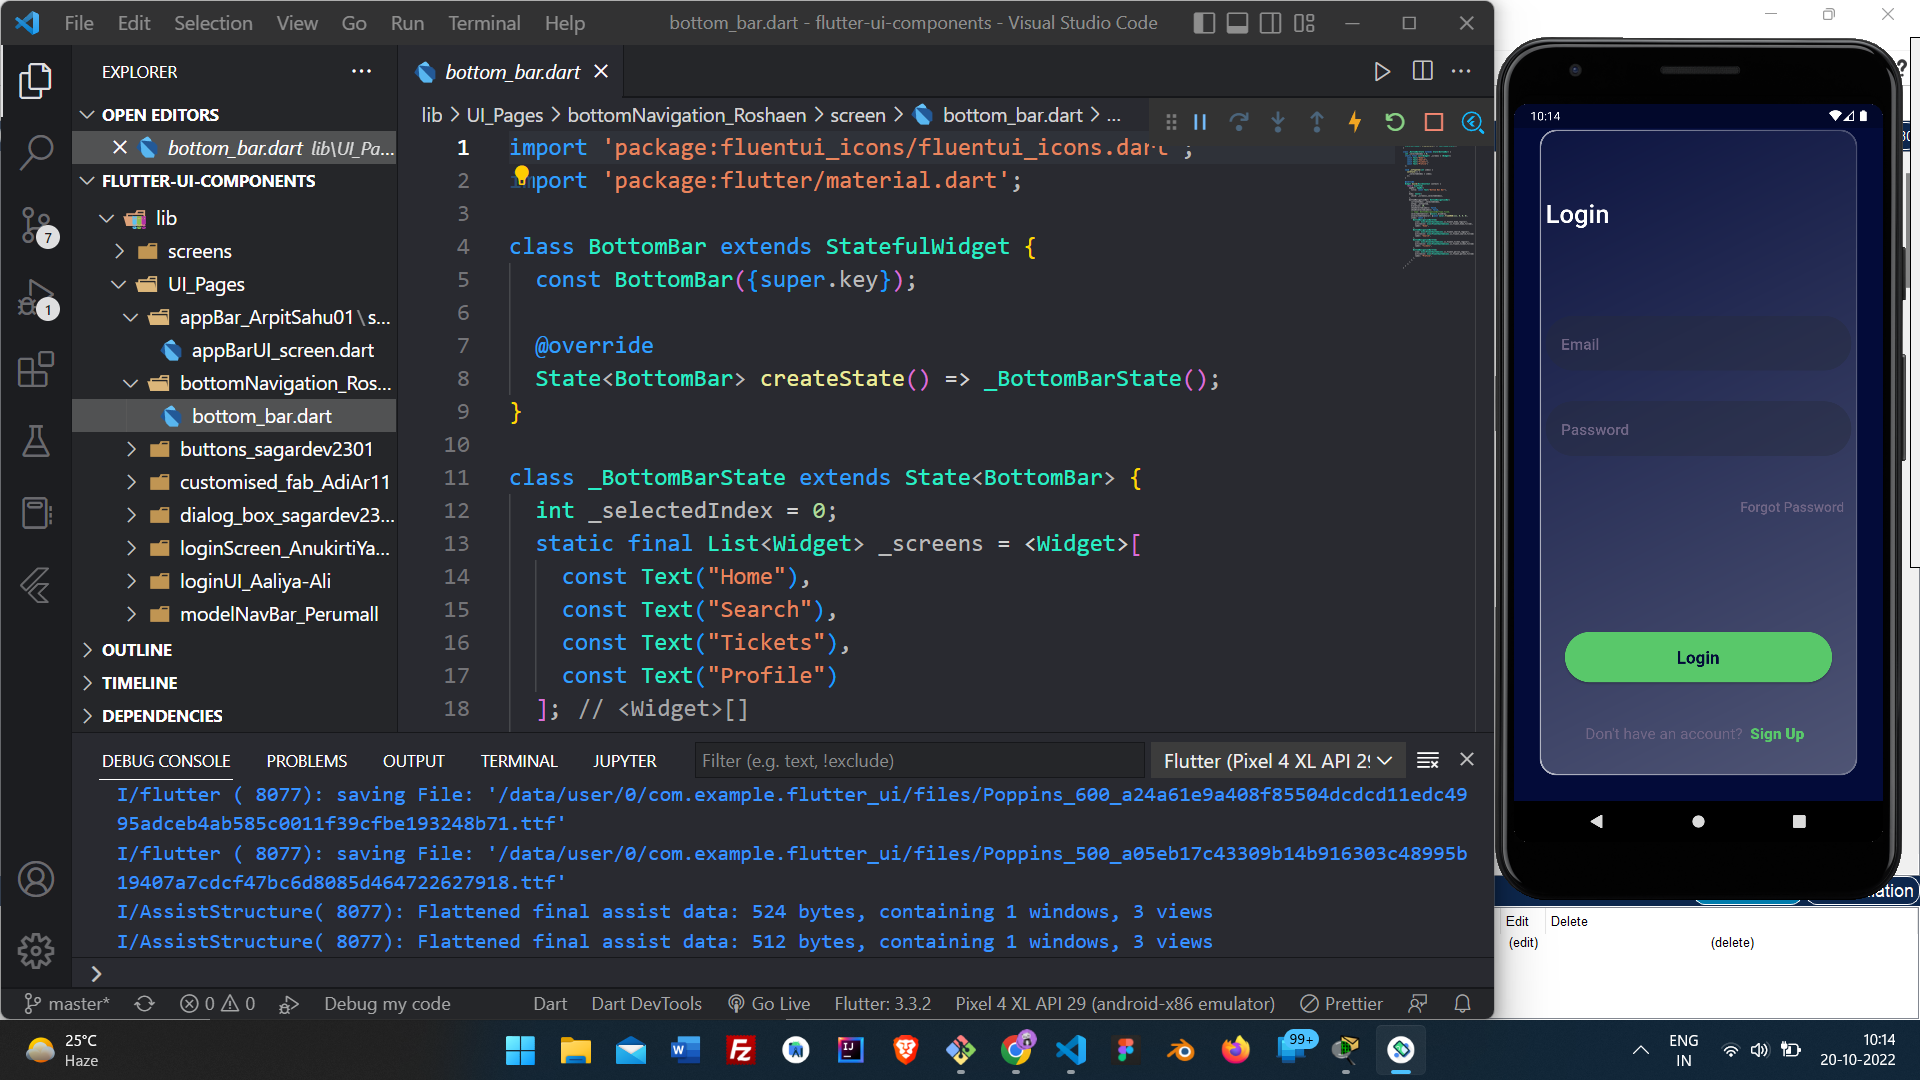 File Edit Selection View Go Run Terminal Help
bottom_bar.dart - flutter-ui-components - Visual Studio Code
EXPLORER
OPEN EDITORS
bottom_bar.dart lib\UI_Pa...
FLUTTER-UI-COMPONENTS
lib
screens
UI_Pages
appBar_ArpitSahu01\s...
appBarUI_screen.dart
bottomNavigation_Ros...
bottom_bar.dart
buttons_sagardev2301
customised_fab_AdiAr11
dialog_box_sagardev23...
loginScreen_AnukirtiYa...
loginUI_Aaliya-Ali
modelNavBar_Perumall
OUTLINE
TIMELINE
DEPENDENCIES
7
1
bottom_bar.dart
lib > UI_Pages > bottomNavigation_Roshaen > screen > bottom_bar.dart > ...
1 import 'package:fluentui_icons/fluentui_icons.dart';
2 import 'package:flutter/material.dart';
3
4 class BottomBar extends StatefulWidget {
5 const BottomBar({super.key});
6
7 @override
8 State<BottomBar> createState() => _BottomBarState();
9 }
10
11 class _BottomBarState extends State<BottomBar> {
12 int _selectedIndex = 0;
13 static final List<Widget> _screens = <Widget>[
14 const Text("Home"),
15 const Text("Search"),
16 const Text("Tickets"),
17 const Text("Profile")
18 ]; // <Widget>[]
DEBUG CONSOLE PROBLEMS OUTPUT TERMINAL JUPYTER
Filter (e.g. text, !exclude)
Flutter (Pixel 4 XL API 29
I/flutter ( 8077): saving File: '/data/user/0/com.example.flutter_ui/files/Poppins_600_a24a61e9a408f85504dcdcd11edc49
95adceb4ab585c0011f39cfbe193248b71.ttf'
I/flutter ( 8077): saving File: '/data/user/0/com.example.flutter_ui/files/Poppins_500_a05eb17c43309b14b916303c48995b
19407a7cdcf47bc6d8085d464722627918.ttf'
I/AssistStructure( 8077): Flattened final assist data: 524 bytes, containing 1 windows, 3 views
I/AssistStructure( 8077): Flattened final assist data: 512 bytes, containing 1 windows, 3 views
>
master* 0 0 Debug my code Dart Dart DevTools Go Live Flutter: 3.3.2 Pixel 4 XL API 29 (android-x86 emulator) Prettier
10:14
Login
Email
Password
Forgot Password
Login
Don't have an account? Sign Up
ation
Edit Delete
(edit) (delete)
25°C
Haze
99+
ENG
IN
10:14
20-10-2022